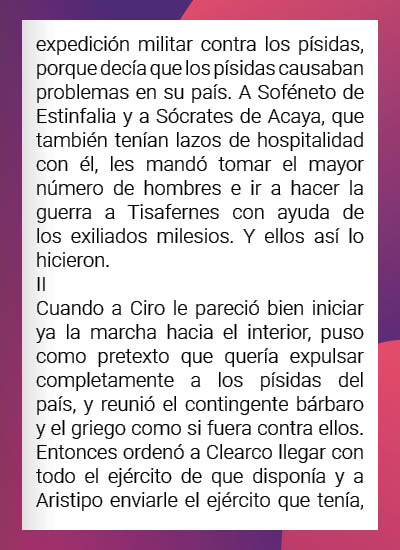 expedición militar contra los písidas,
porque decía que los písidas causaban
problemas en su país. A Soféneto de
Estinfalia y a Sócrates de Acaya, que
también tenían lazos de hospitalidad
con él, les mandó tomar el mayor
número de hombres e ir a hacer la
guerra a Tisafernes con ayuda de
los exiliados milesios. Y ellos así lo
hicieron.
II
Cuando a Ciro le pareció bien iniciar
ya la marcha hacia el interior, puso
como pretexto que quería expulsar
completamente a los písidas del
país, y reunió el contingente bárbaro
y el griego como si fuera contra ellos.
Entonces ordenó a Clearco llegar con
todo el ejército de que disponía y a
Aristipo enviarle el ejército que tenía,